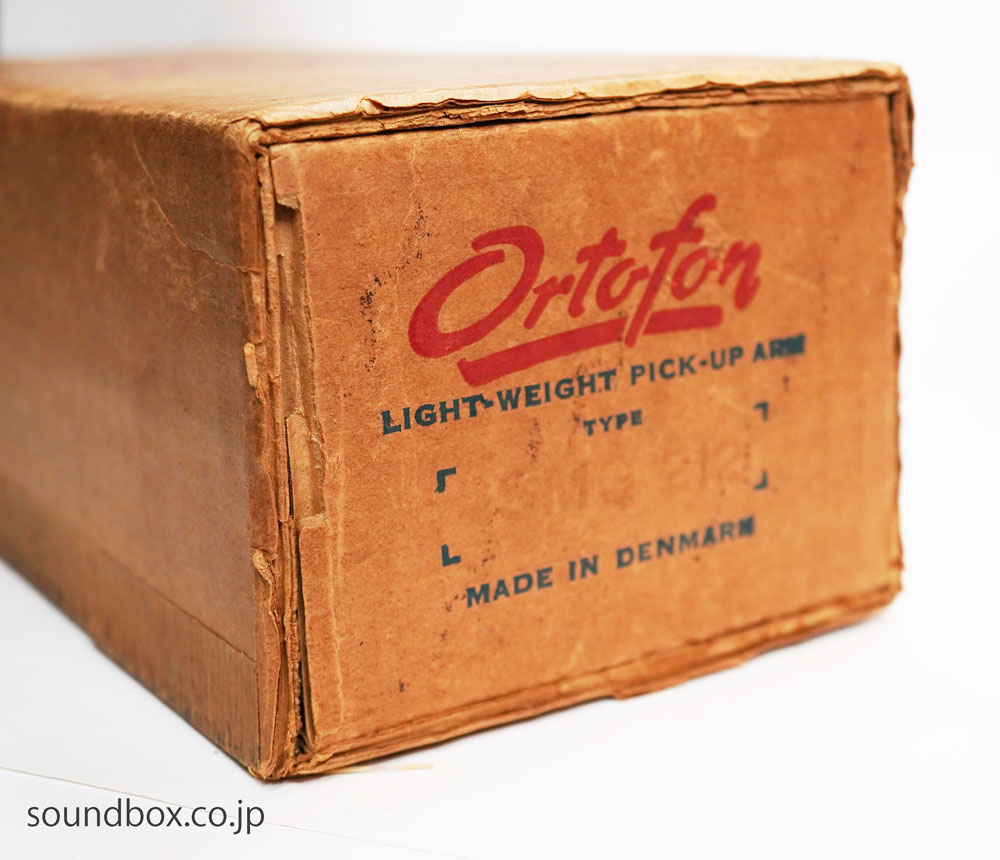 Ortofon
LIGHT-WEIGHT PICK-UP ARM
TYPE
MADE IN DENMARK
soundbox.co.jp